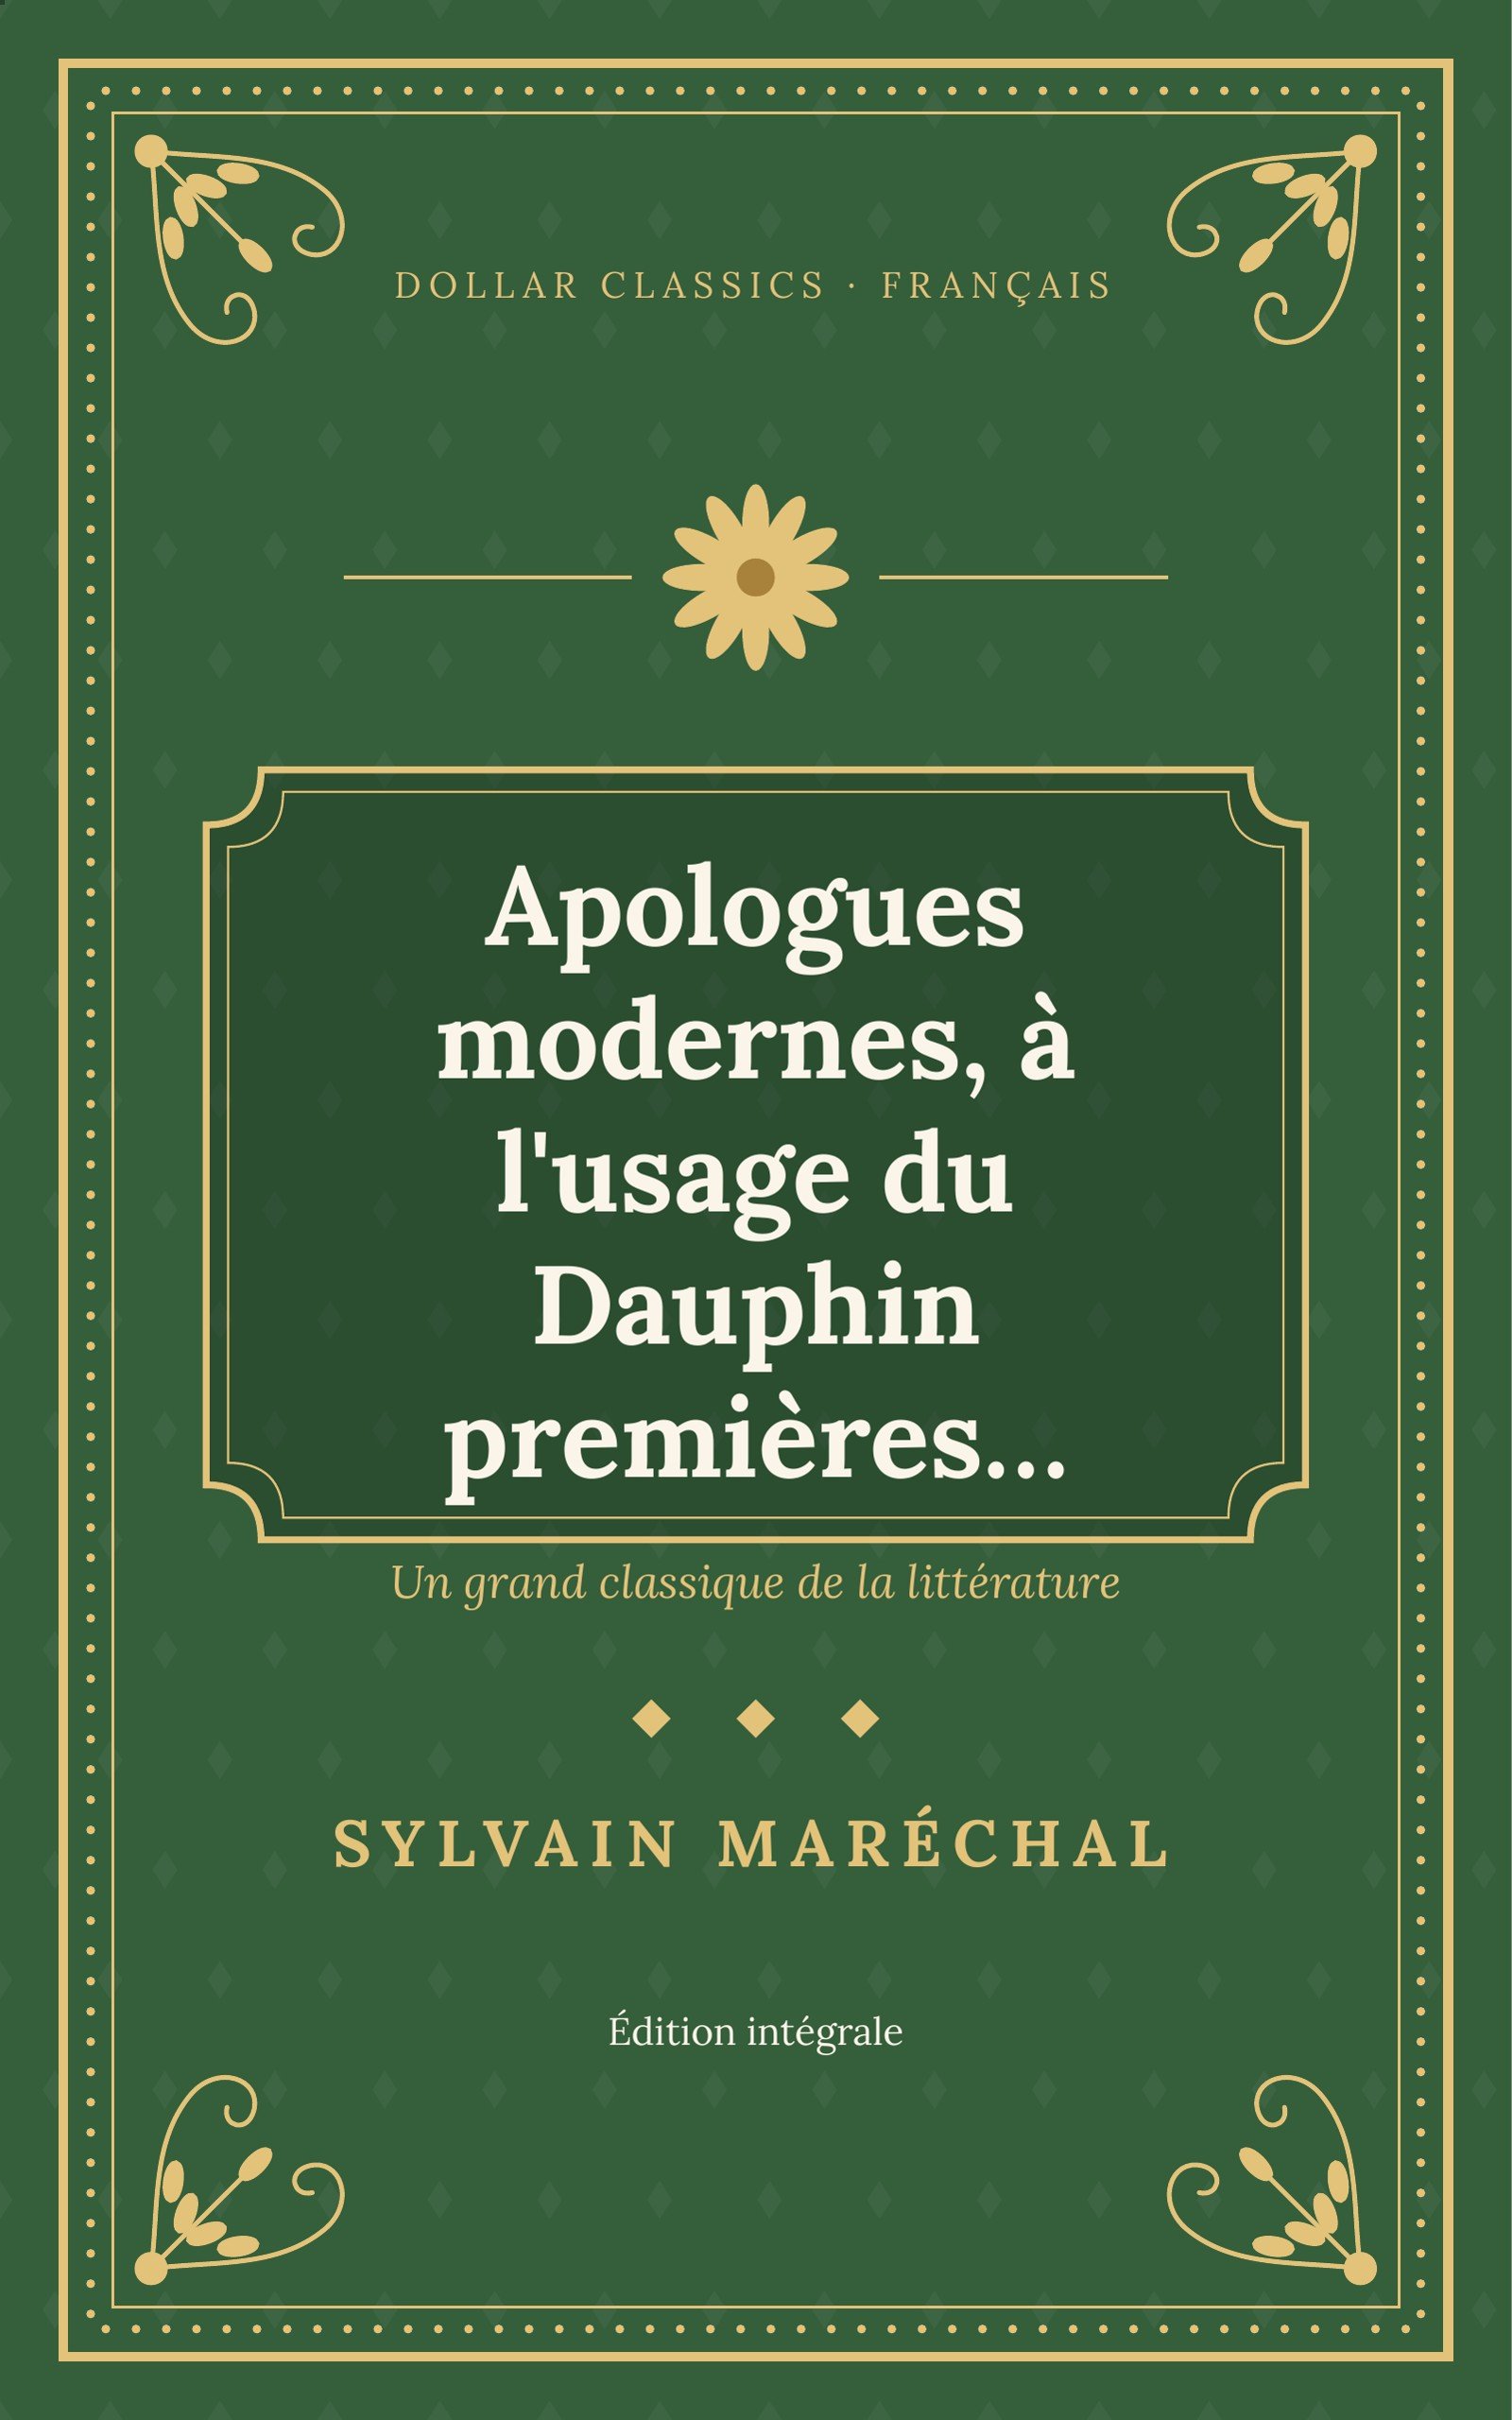 DOLLAR CLASSICS · FRANÇAIS
Apologues
modernes, à
l'usage du
Dauphin
premières...
Un grand classique de la littérature
SYLVAIN MARÉCHAL
Édition intégrale